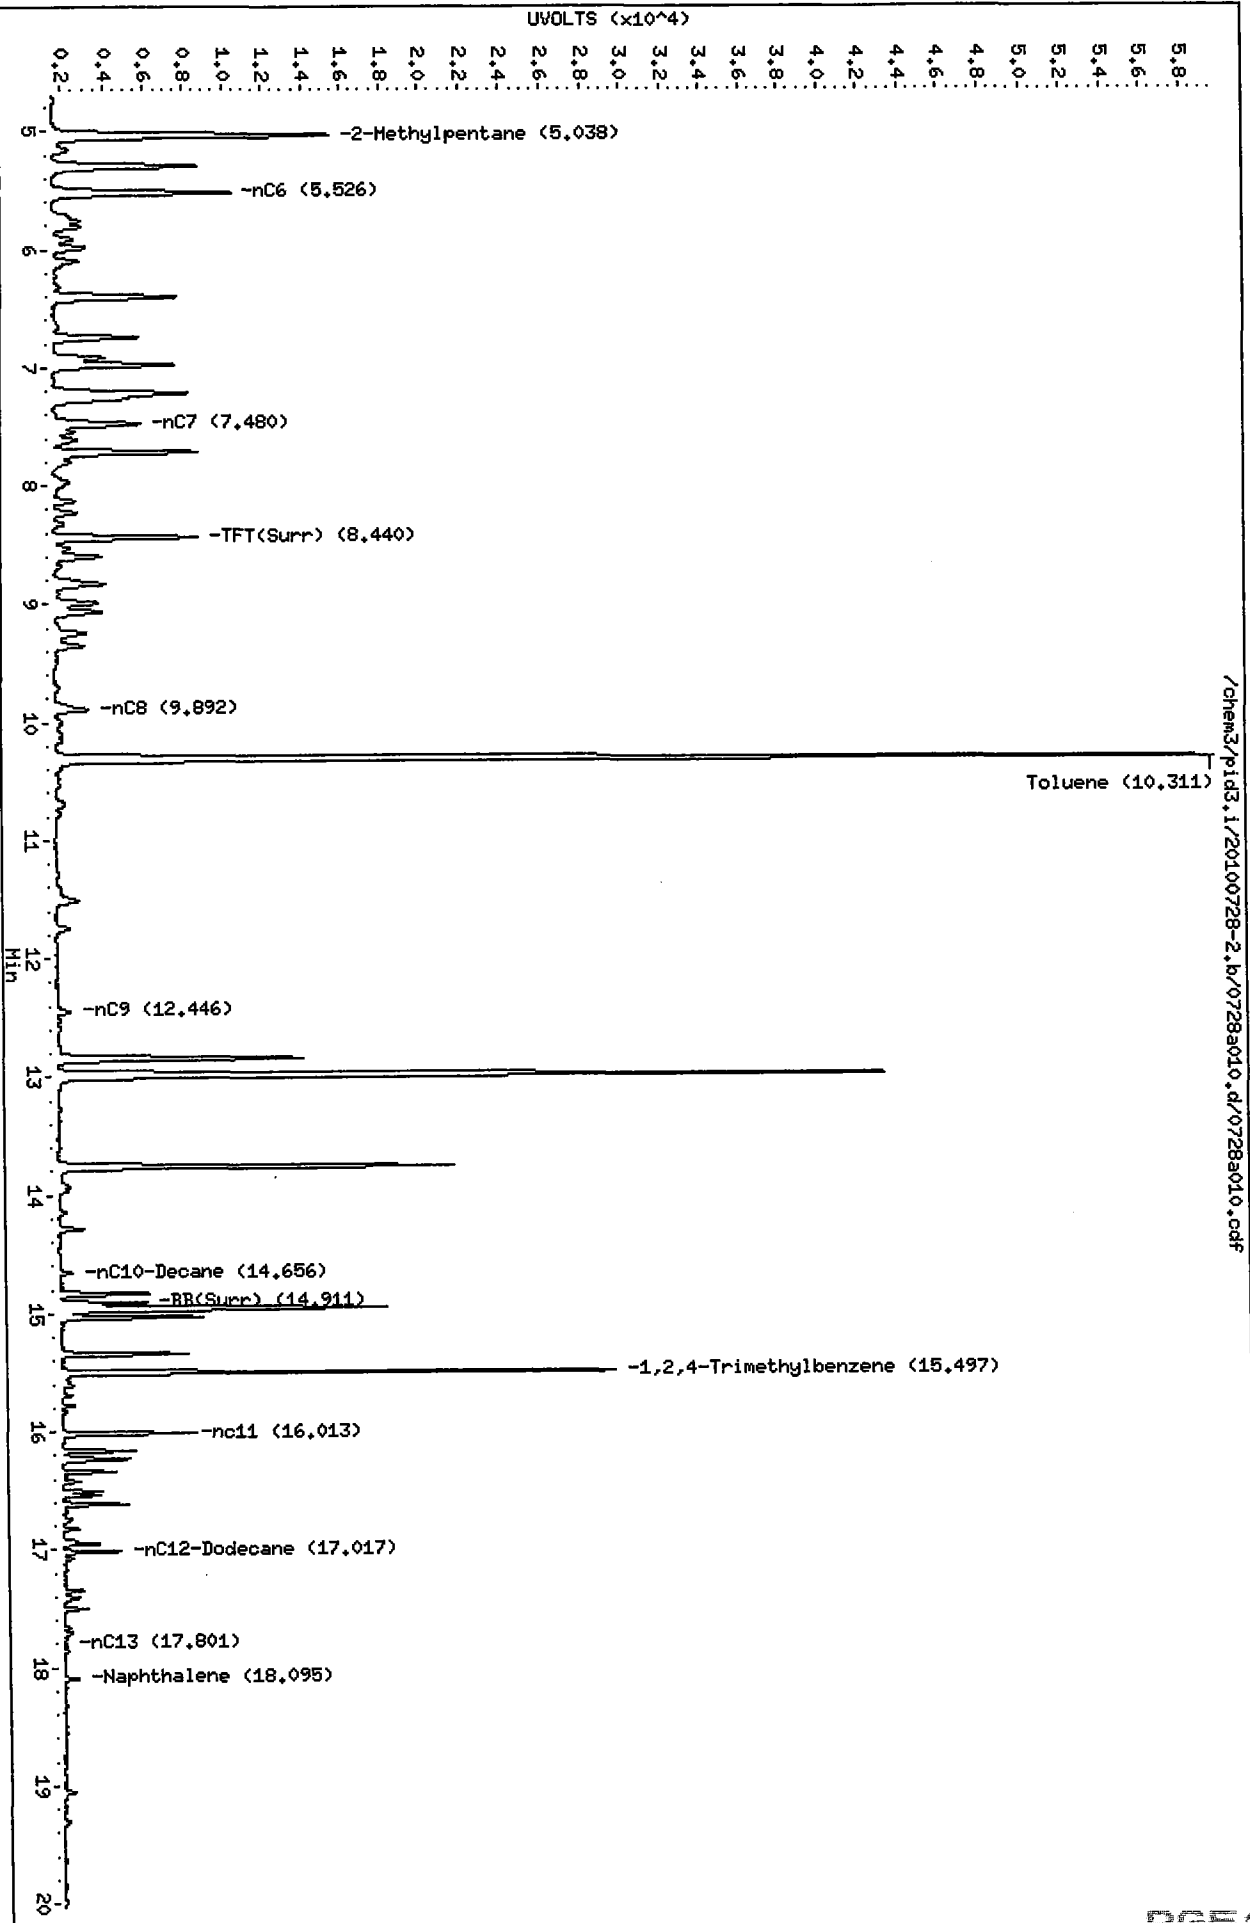 UVOLTS (x10^4)
0.2
0.4
0.6
0.8
1.0
1.2
1.4
1.6
1.8
2.0
2.2
2.4
2.6
2.8
3.0
3.2
3.4
3.6
3.8
4.0
4.2
4.4
4.6
4.8
5.0
5.2
5.4
5.6
5.8
-2-Methylpentane (5.038)
-nC6 (5.526)
-nC7 (7.480)
-TFT(Surr) (8.440)
-nC8 (9.892)
Toluene (10.311)
-nC9 (12.446)
-nC10-Decane (14.656)
-BB(Surr) (14.911)
-1,2,4-Trimethylbenzene (15.497)
-nc11 (16.013)
-nC12-Dodecane (17.017)
-nC13 (17.801)
-Naphthalene (18.095)
5
6
7
8
9
10
11
12
13
14
15
16
17
18
19
20
Min
/chem3/pid3.i/20100728-2.b/0728a010.d/0728a010.cdf